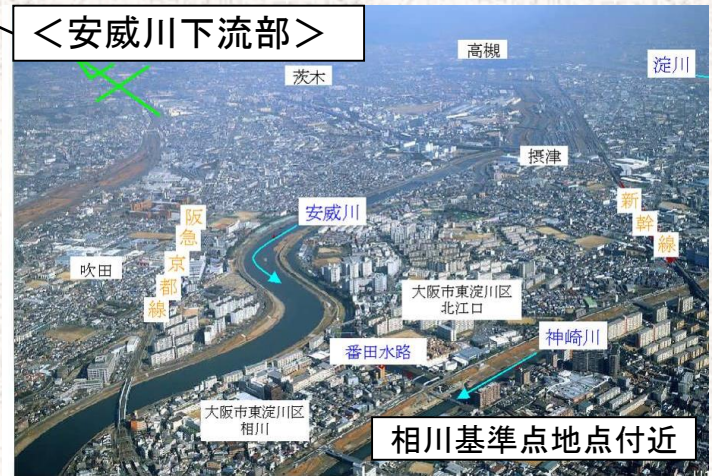 <安威川下流部>
高槻
淀川
茨木
摂津
安威川
新幹線
阪急京都線
吹田
大阪市東淀川区
北江口
神崎川
番田水路
大阪市東淀川区
相川
相川基準点地点付近